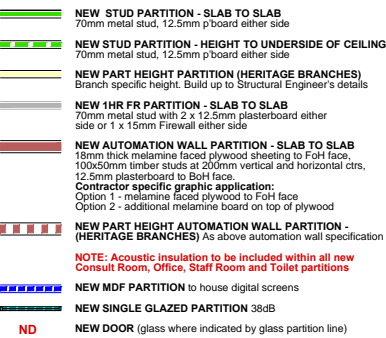 NEW STUD PARTITION - SLAB TO SLAB
70mm metal stud, 12.5mm p'board either side
NEW STUD PARTITION - HEIGHT TO UNDERSIDE OF CEILING
70mm metal stud, 12.5mm p'board either side
NEW PART HEIGHT PARTITION (HERITAGE BRANCHES)
Branch specific height. Build up to Structural Engineer's details
NEW 1HR FR PARTITION - SLAB TO SLAB
70mm metal stud with 2 x 12.5mm plasterboard either
side or 1 x 15mm Firewall either side
NEW AUTOMATION WALL PARTITION - SLAB TO SLAB
18mm thick melamine faced plywood sheeting to FoH face,
100x50mm timber studs at 200mm vertical and horizontal ctrs,
12.5mm plasterboard to BoH face.
Contractor specific graphic application:
Option 1 - melamine faced plywood to FoH face
Option 2 - additional melamine board on top of plywood
NEW PART HEIGHT AUTOMATION WALL PARTITION -
(HERITAGE BRANCHES) As above automation wall specification
NOTE: Acoustic insulation to be included within all new
Consult Room, Office, Staff Room and Toilet partitions
NEW MDF PARTITION to house digital screens
NEW SINGLE GLAZED PARTITION 38dB
ND NEW DOOR (glass where indicated by glass partition line)